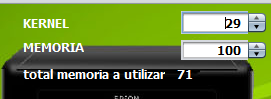 KERNEL 29
MEMORIA 100
total memoria a utilizar 71